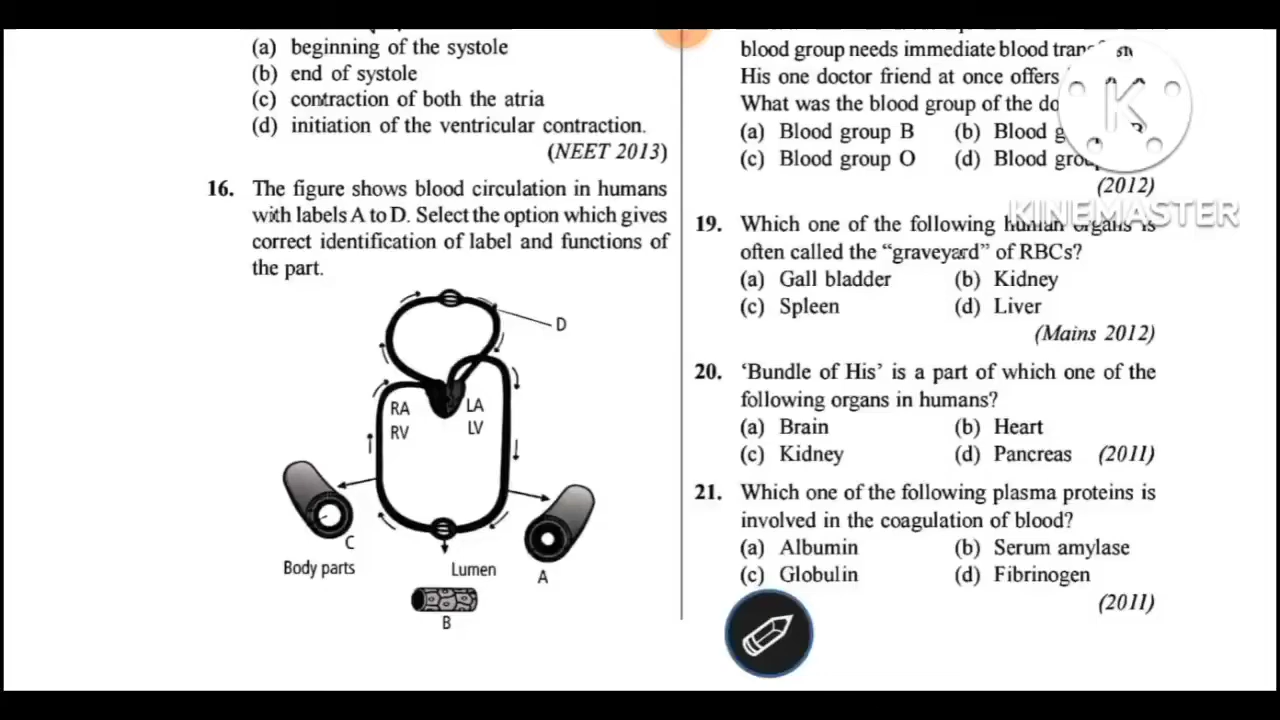 (a) beginning of the systole
(b) end of systole
(c) contraction of both the atria
(d) initiation of the ventricular contraction.
(NEET 2013)
16. The figure shows blood circulation in humans
with labels A to D. Select the option which gives
correct identification of label and functions of
the part.
D
RA LA
RV LV
C
Body parts
Lumen
A
B
blood group needs immediate blood
His one doctor friend at once offers
What was the blood group of the
(a) Blood group B (b) Blood
(c) Blood group O (d) Blood
(2012)
KINEMASTER
19. Which one of the following human organs is
often called the “graveyard” of RBCs?
(a) Gall bladder (b) Kidney
(c) Spleen (d) Liver
(Mains 2012)
20. ‘Bundle of His’ is a part of which one of the
following organs in humans?
(a) Brain (b) Heart
(c) Kidney (d) Pancreas (2011)
21. Which one of the following plasma proteins is
involved in the coagulation of blood?
(a) Albumin (b) Serum amylase
(c) Globulin (d) Fibrinogen
(2011)